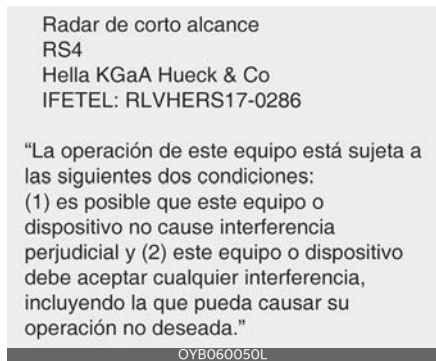 Radar de corto alcance
RS4
Hella KGaA Hueck & Co
IFETEL: RLVHERS17-0286
“La operación de este equipo está sujeta a
las siguientes dos condiciones:
(1) es posible que este equipo o
dispositivo no cause interferencia
perjudicial y (2) este equipo o dispositivo
debe aceptar cualquier interferencia,
incluyendo la que pueda causar su
operación no deseada.”
OYB060050L